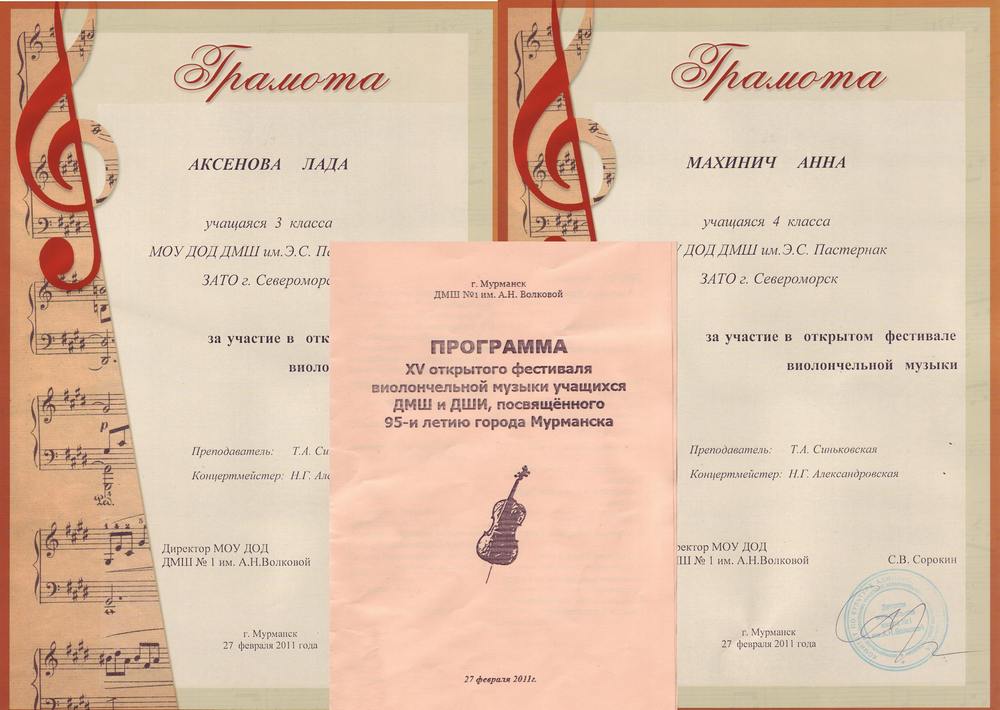 Грамота
АКСЕНОВА ЛАДА
учащаяся 3 класса
МОУ ДОД ДМШ им.Э.С.
ЗАТО г.
за участие в
Преподаватель: Т.А.
Концертмейстер: Н.Г.
Директор МОУ ДОД
ДМШ № 1 им. А.Н.Волковой
г. Мурманск
27 февраля 2011 года
г. Мурманск
ДМШ №1 им. А.Н. Волковой
ПРОГРАММА
XV открытого фестиваля
виолончельной музыки учащихся
ДМШ и ДШИ, посвящённого
95-и летию города Мурманска
27 февраля 2011г.
Грамота
МАХИНИЧ АННА
учащаяся 4 класса
ДОД ДМШ им.Э.С. Пастернак
ЗАТО г. Североморск
за участие в открытом фестивале
виолончельной музыки
Преподаватель: Т.А. Синьковская
Концертмейстер: Н.Г. Александровская
МОУ ДОД
№ 1 им. А.Н.Волковой С.В. Сорокин
г. Мурманск
27 февраля 2011 года